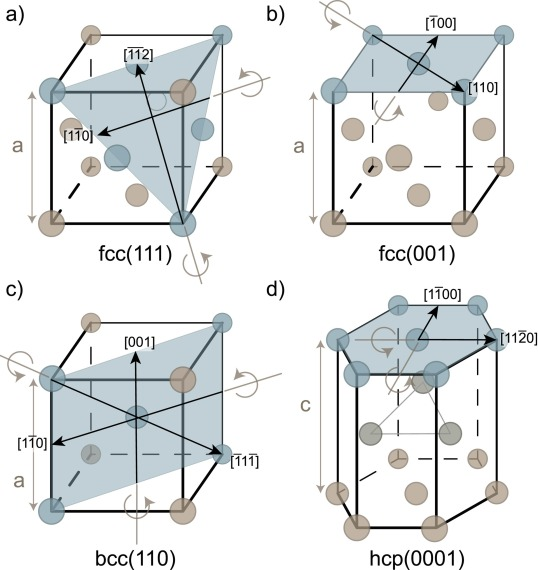 a)
[1̄1̄2]
[11̄0]
a
fcc(111)
b)
[1̄00]
[110]
a
fcc(001)
c)
[001]
[11̄0]
[1̄11̄]
a
bcc(110)
d)
[11̄00]
[112̄0]
c
hcp(0001)